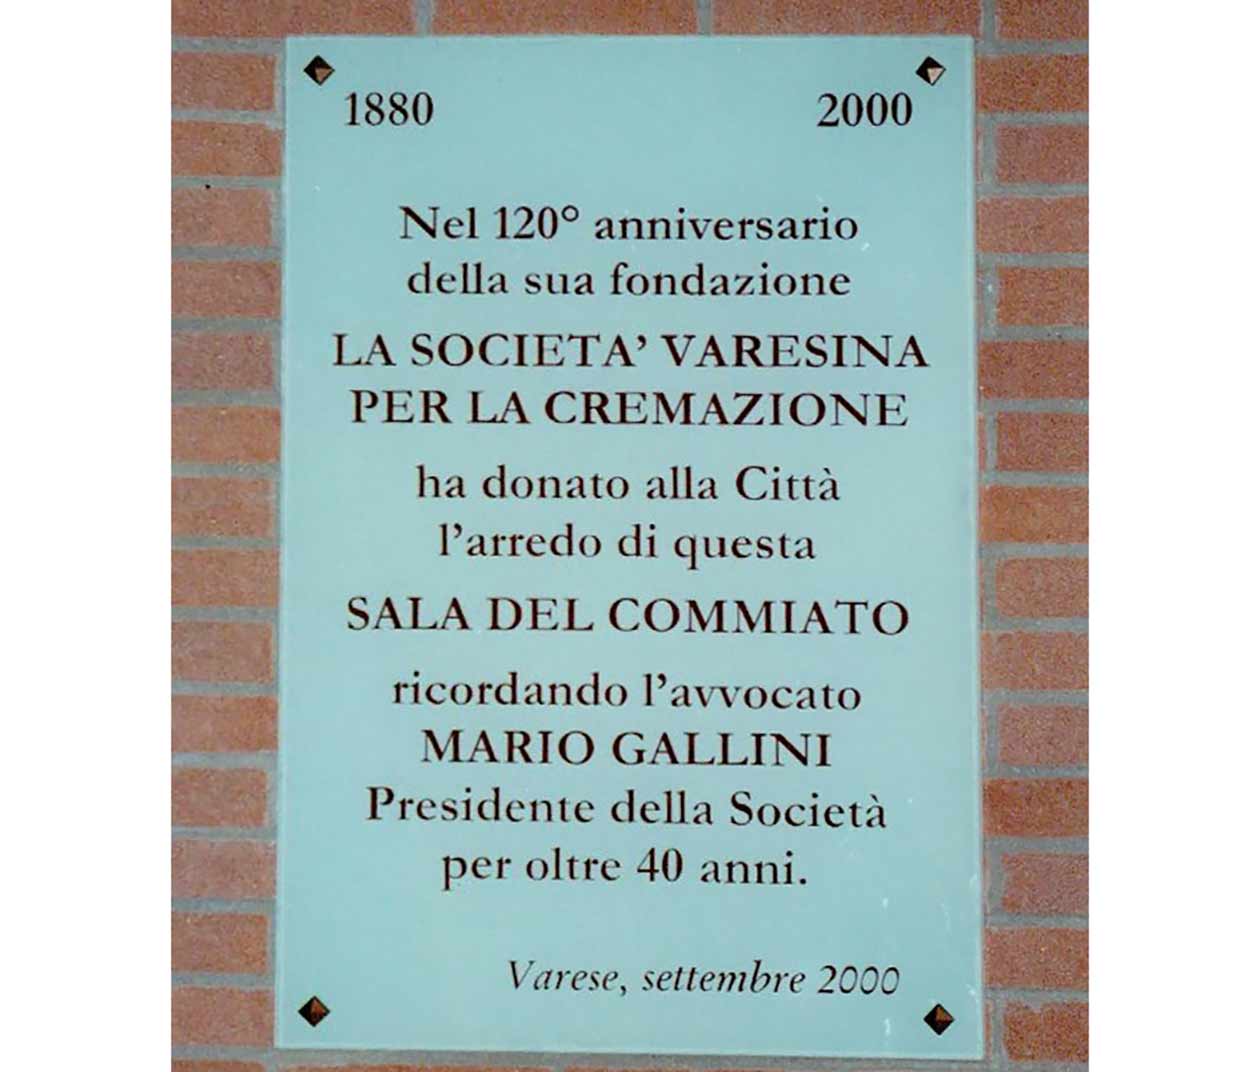 1880 2000
Nel 120° anniversario
della sua fondazione
LA SOCIETA' VARESINA
PER LA CREMAZIONE
ha donato alla Città
l'arredo di questa
SALA DEL COMMIATO
ricordando l'avvocato
MARIO GALLINI
Presidente della Società
per oltre 40 anni.
Varese, settembre 2000